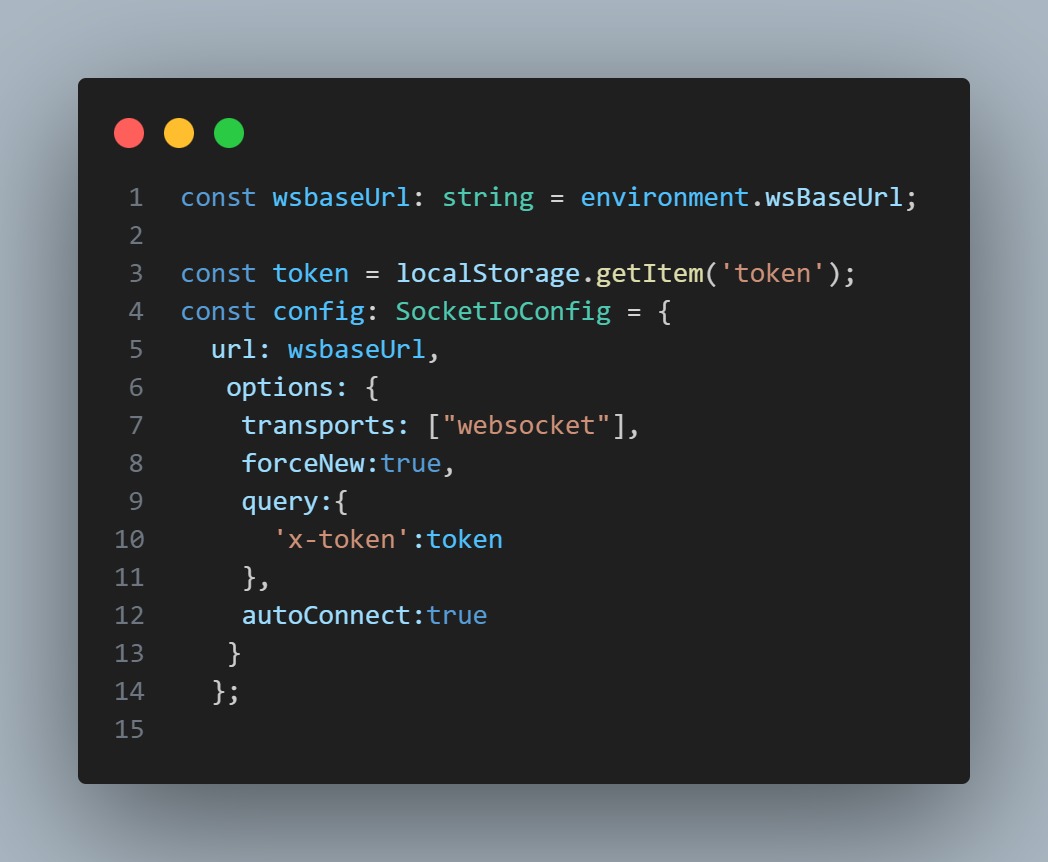 1 const wsbaseUrl: string = environment.wsBaseUrl;
2
3 const token = localStorage.getItem('token');
4 const config: SocketIoConfig = {
5   url: wsbaseUrl,
6    options: {
7     transports: ["websocket"],
8     forceNew:true,
9     query:{
10       'x-token':token
11     },
12     autoConnect:true
13    }
14   };
15